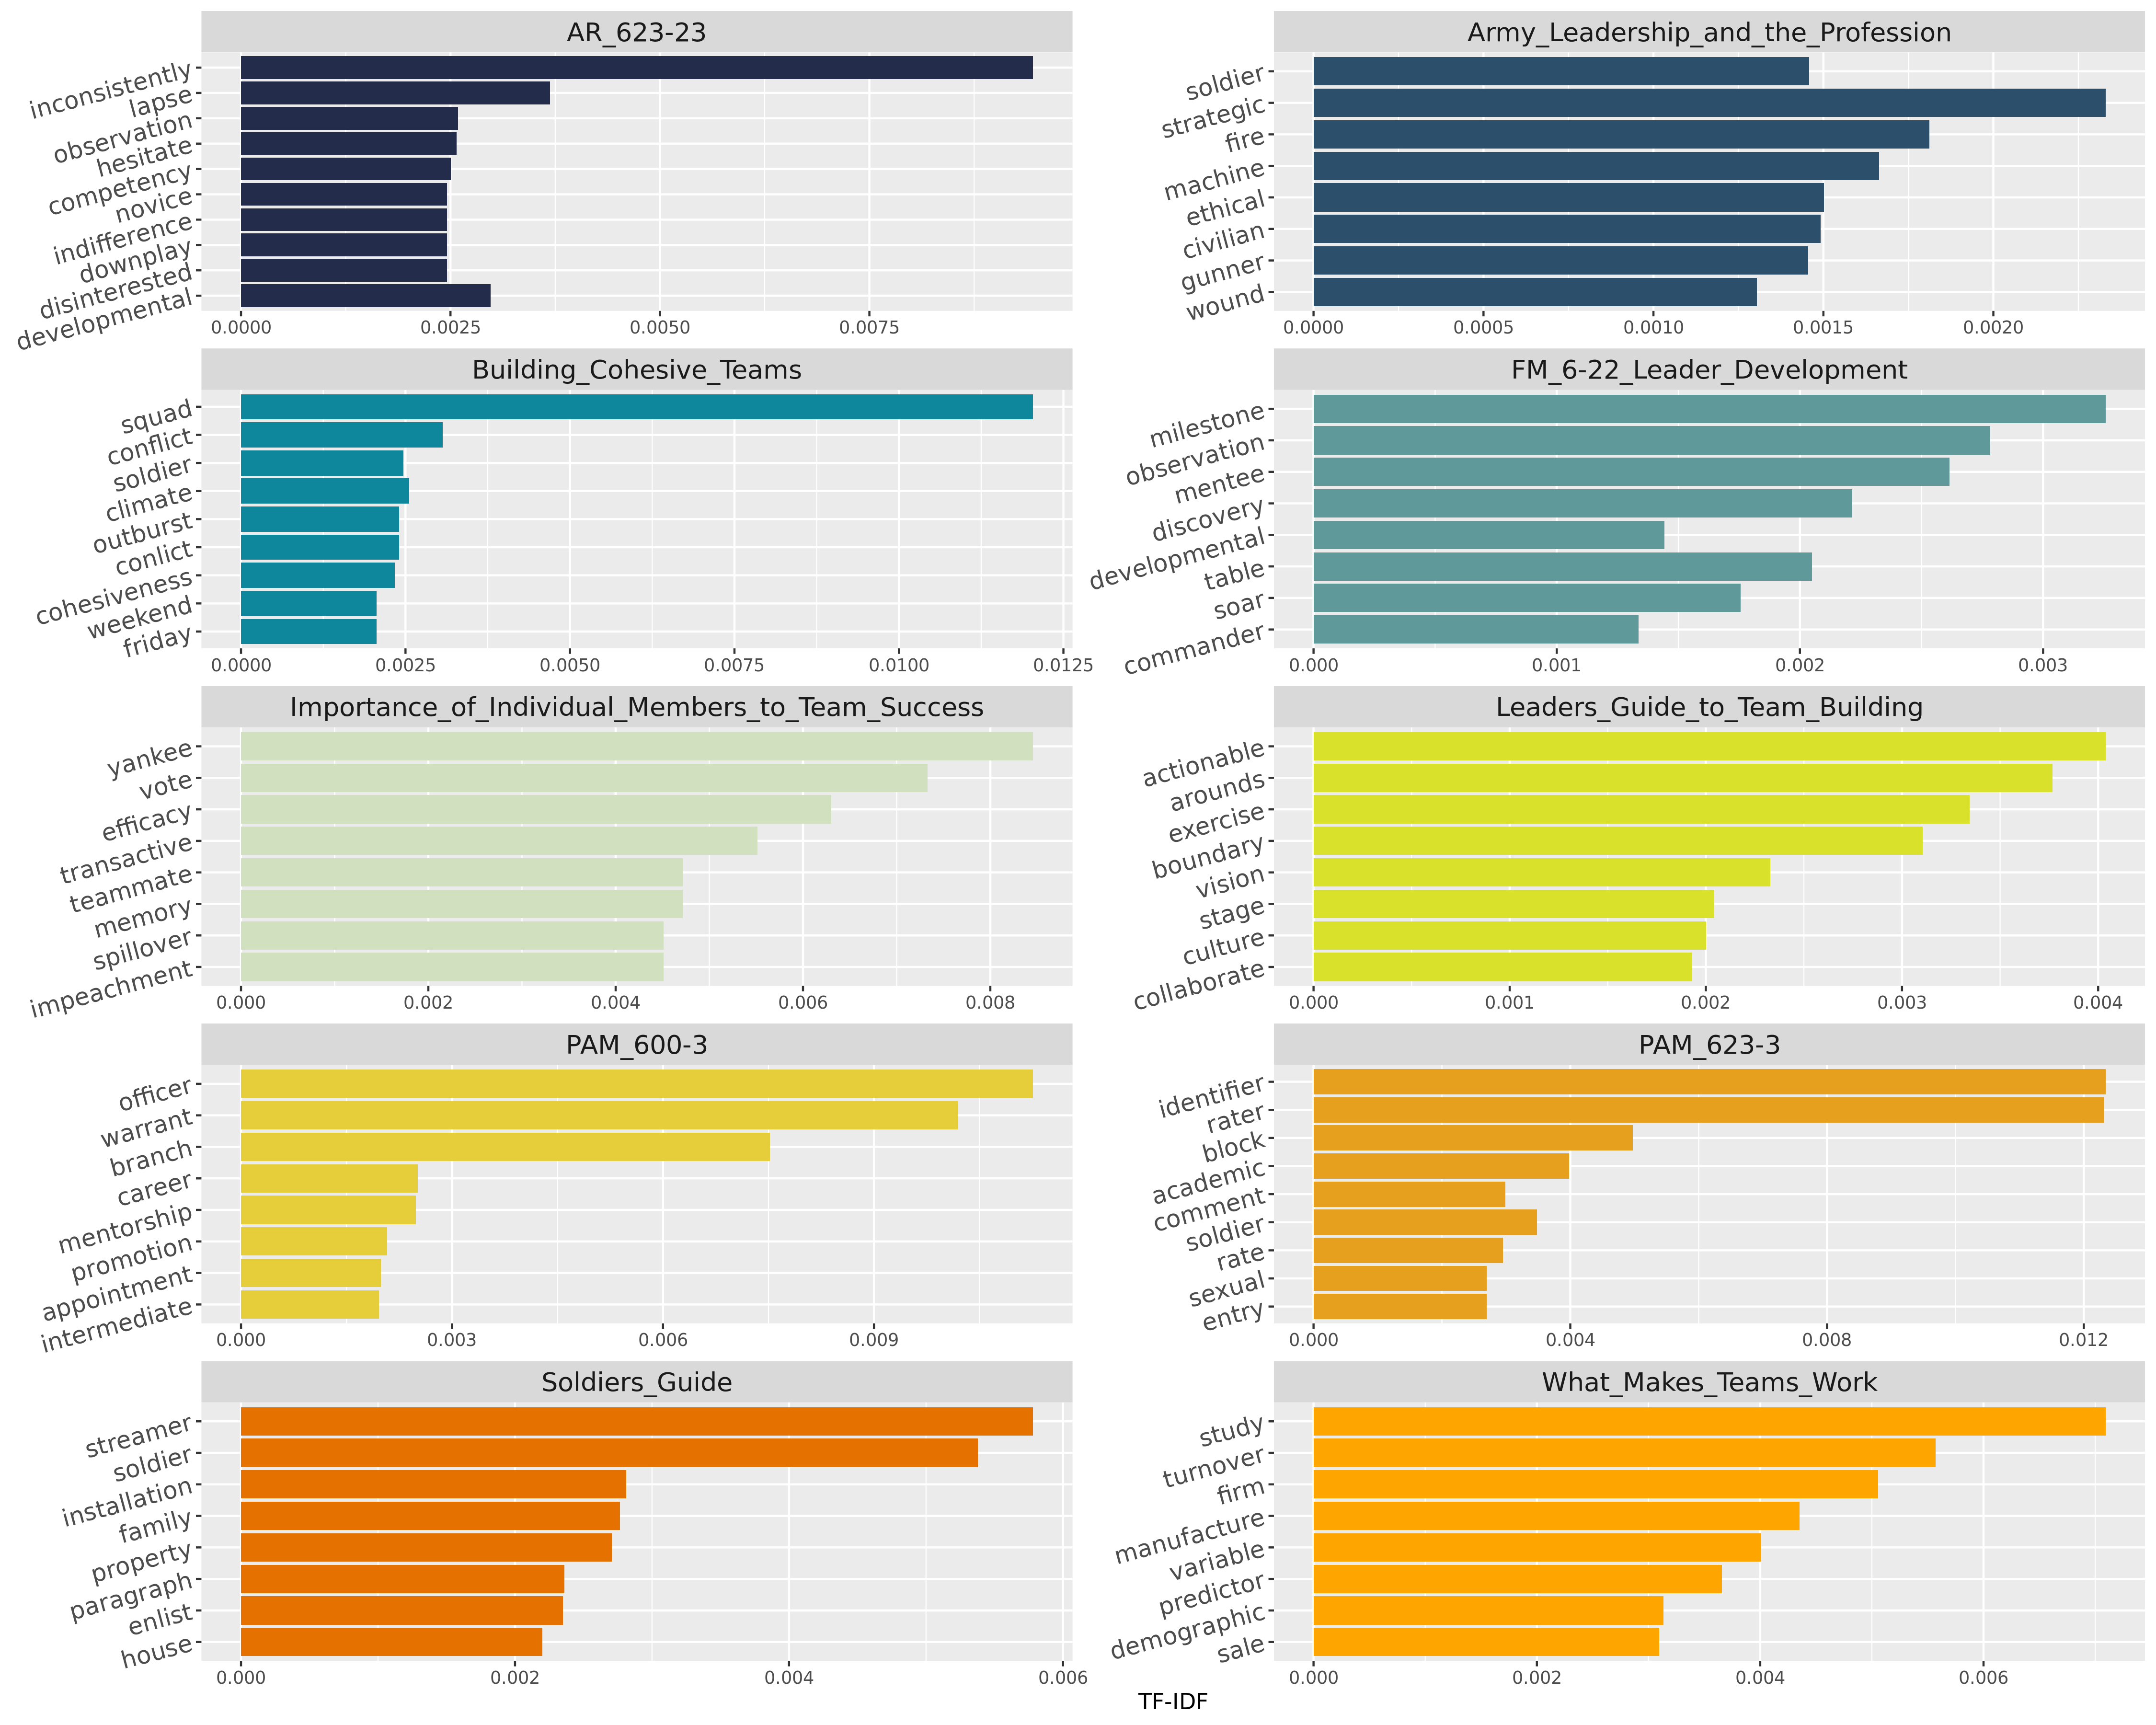 AR_623-23
inconsistently
lapse
observation
hesitate
competency
novice
indifference
downplay
disinterested
developmental
0.0000 0.0025 0.0050 0.0075
Army_Leadership_and_the_Profession
soldier
strategic
fire
machine
ethical
civilian
gunner
wound
0.0000 0.0005 0.0010 0.0015 0.0020
Building_Cohesive_Teams
squad
conflict
soldier
climate
outburst
conlict
cohesiveness
weekend
friday
0.0000 0.0025 0.0050 0.0075 0.0100 0.0125
FM_6-22_Leader_Development
milestone
observation
mentee
discovery
developmental
table
soar
commander
0.000 0.001 0.002 0.003
Importance_of_Individual_Members_to_Team_Success
yankee
vote
efficacy
transactive
teammate
memory
spillover
impeachment
0.000 0.002 0.004 0.006 0.008
Leaders_Guide_to_Team_Building
actionable
arounds
exercise
boundary
vision
stage
culture
collaborate
0.000 0.001 0.002 0.003 0.004
PAM_600-3
officer
warrant
branch
career
mentorship
promotion
appointment
intermediate
0.000 0.003 0.006 0.009
PAM_623-3
identifier
rater
block
academic
comment
soldier
rate
sexual
entry
0.000 0.004 0.008 0.012
Soldiers_Guide
streamer
soldier
installation
family
property
paragraph
enlist
house
0.000 0.002 0.004 0.006
What_Makes_Teams_Work
study
turnover
firm
manufacture
variable
predictor
demographic
sale
0.000 0.002 0.004 0.006
TF-IDF